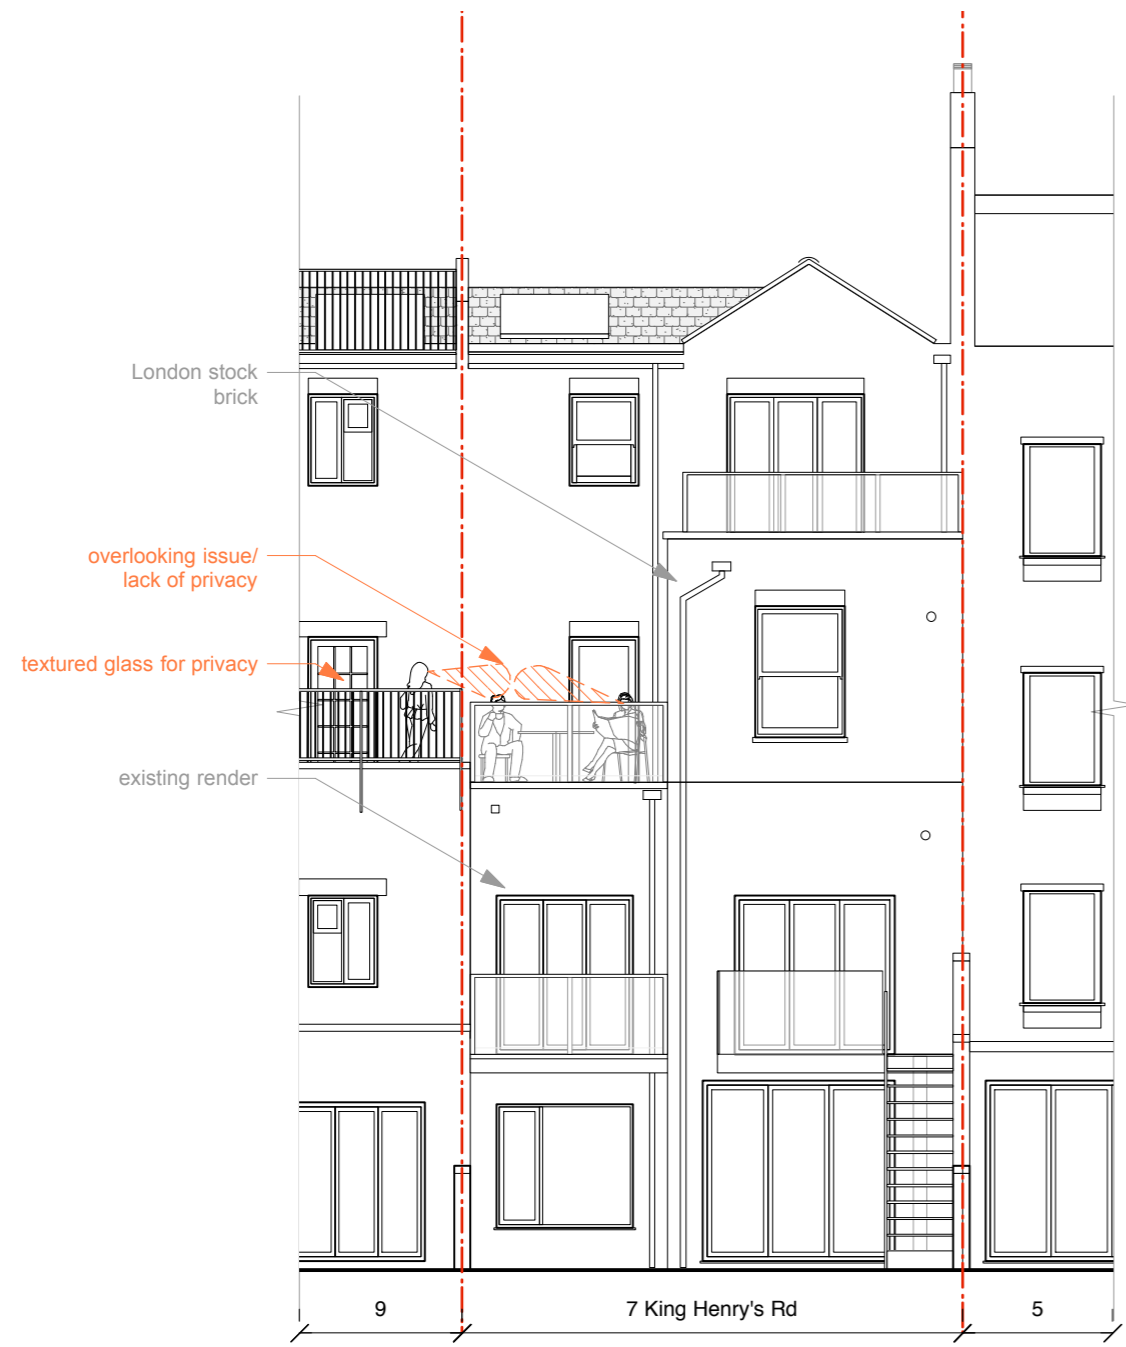 London stock
brick
overlooking issue/
lack of privacy
textured glass for privacy
existing render
9
7 King Henry's Rd
5